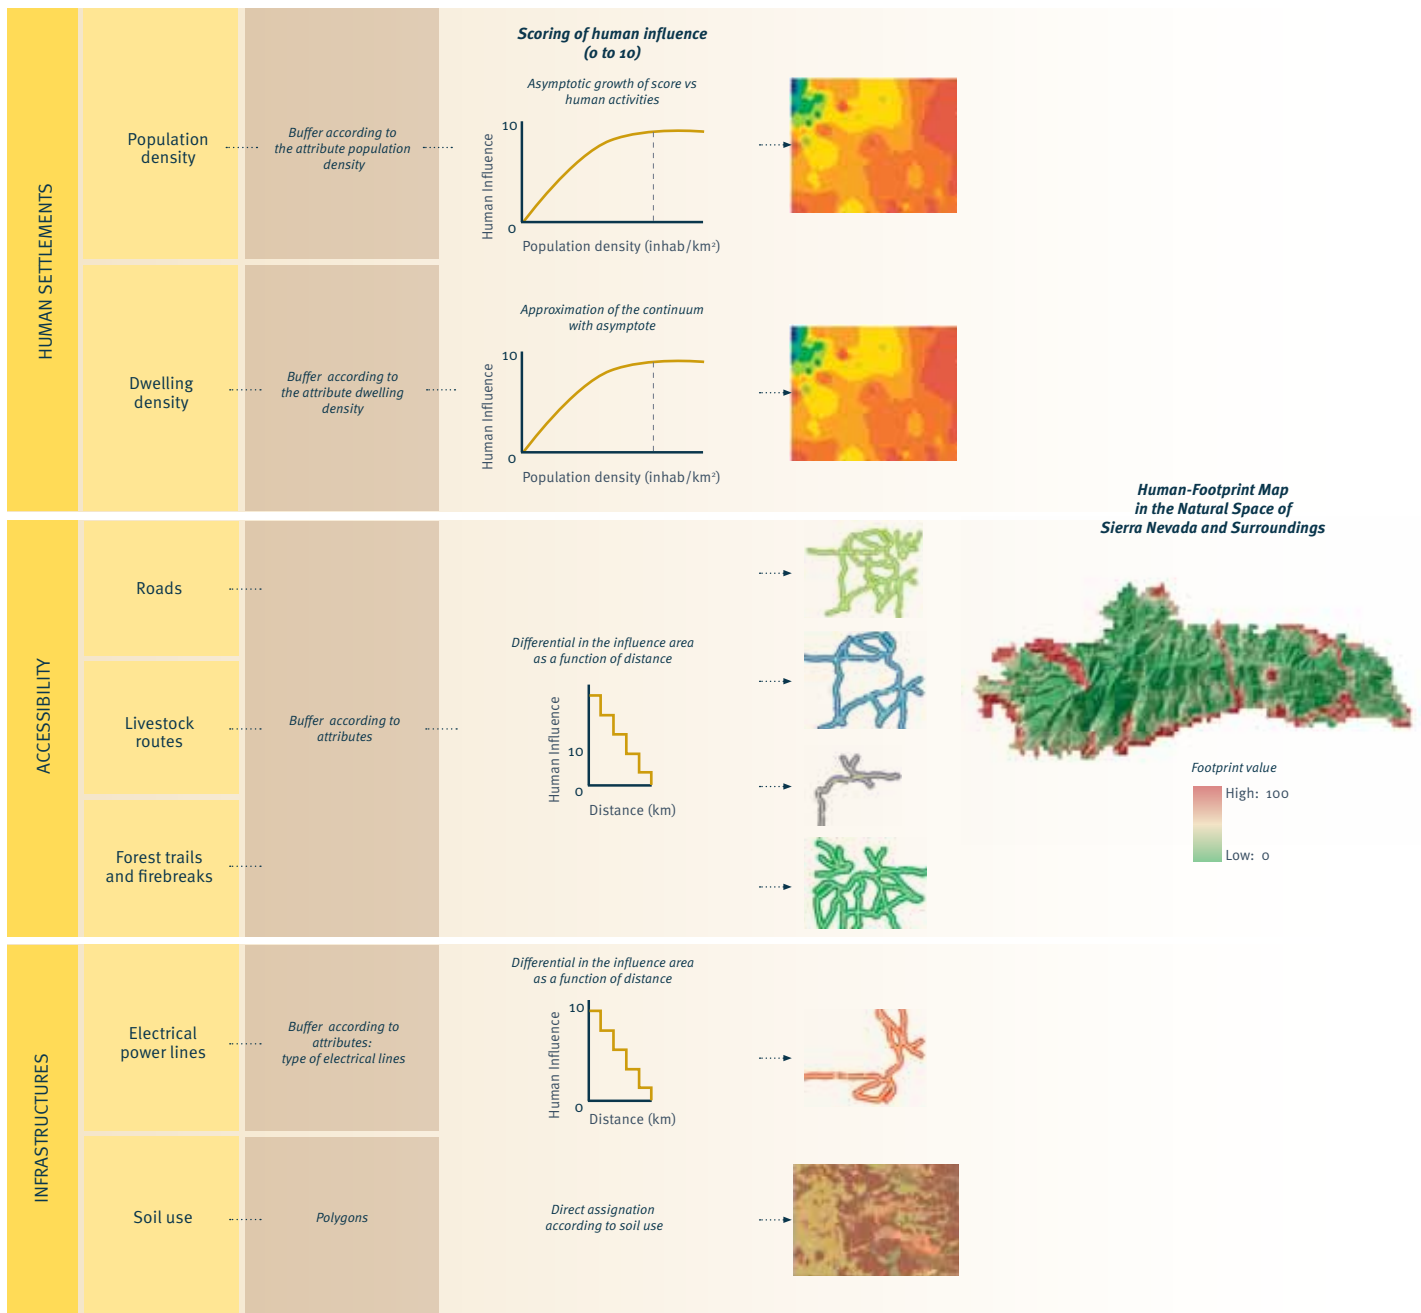 HUMAN SETTLEMENTS
Population
density
Buffer according to
the attribute population
density
Scoring of human influence
(0 to 10)
Asymptotic growth of score vs
human activities
Human Influence
10
0
Population density (inhab/km²)
Dwelling
density
Buffer according to
the attribute dwelling
density
Approximation of the continuum
with asymptote
Human Influence
10
0
Population density (inhab/km²)
ACCESSIBILITY
Roads
Livestock
routes
Forest trails
and firebreaks
Buffer according to
attributes
Differential in the influence area
as a function of distance
Human Influence
10
0
Distance (km)
Human-Footprint Map
in the Natural Space of
Sierra Nevada and Surroundings
Footprint value
High: 100
Low: 0
INFRASTRUCTURES
Electrical
power lines
Buffer according to
attributes:
type of electrical lines
Differential in the influence area
as a function of distance
Human Influence
10
0
Distance (km)
Soil use
Polygons
Direct assignation
according to soil use